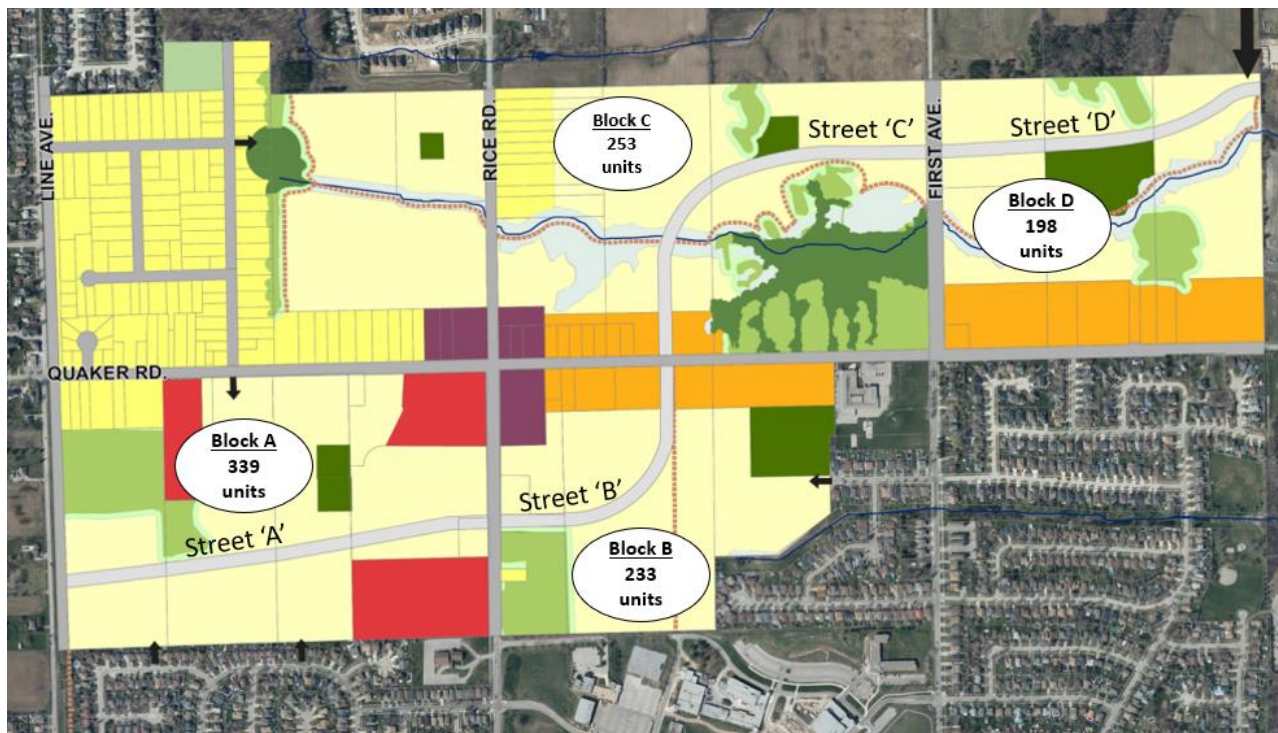 LINE AVE.
RICE RD.
FIRST AVE.
QUAKER RD.
Block C
253
units
Street 'C'
Street 'D'
Block D
198
units
Block A
339
units
Street 'A'
Street 'B'
Block B
233
units